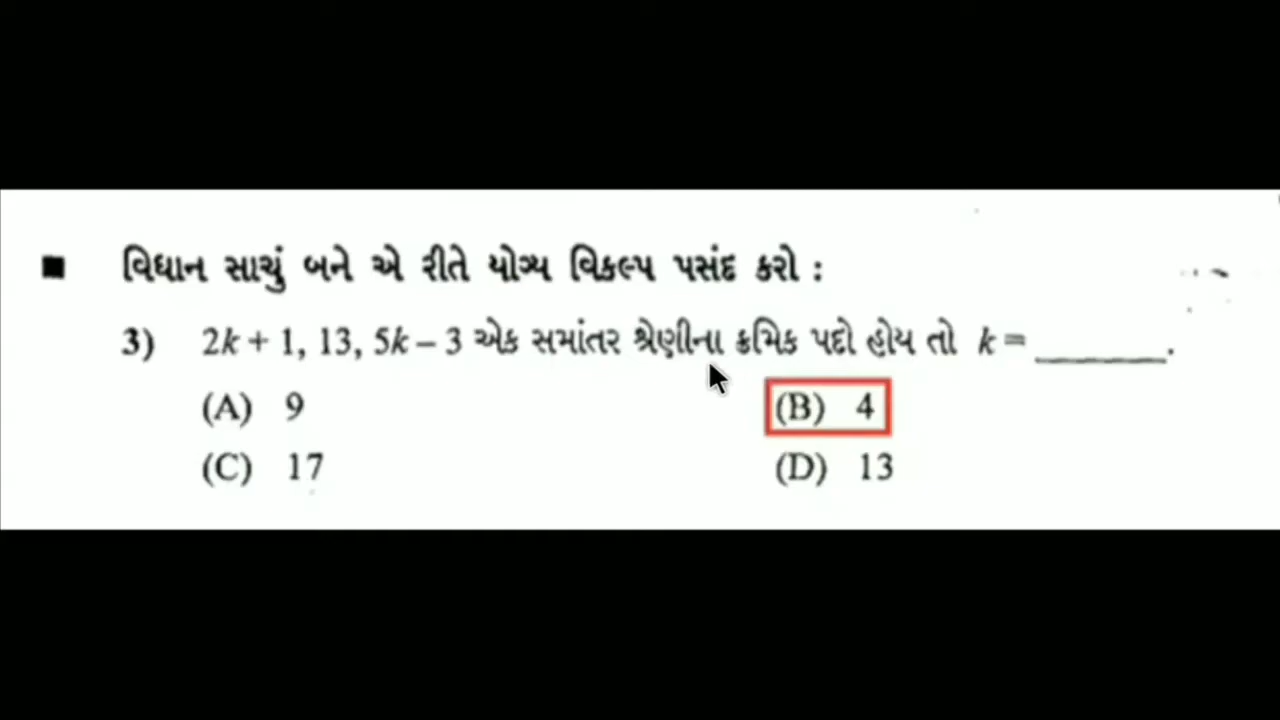 ■ વિધાન સાચું બને એ રીતે યોગ્ય વિકલ્પ પસંદ કરો :
3) 2k + 1, 13, 5k – 3 એક સમાંતર શ્રેણીના ક્રમિક પદો હોય તો k = ______.
(A) 9 (B) 4
(C) 17 (D) 13